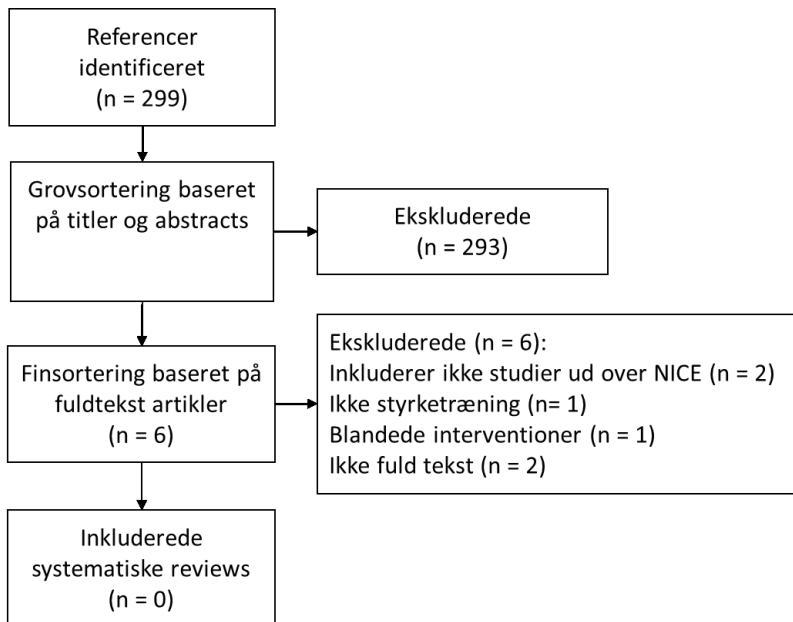 Referencer
identificeret
(n = 299)
Grovsortering baseret
på titler og abstracts
Ekskluderede
(n = 293)
Finsortering baseret på
fuldtekst artikler
(n = 6)
Ekskluderede (n = 6):
Inkluderer ikke studier ud over NICE (n = 2)
Ikke styrketræning (n= 1)
Blandede interventioner (n = 1)
Ikke fuld tekst (n = 2)
Inkluderede
systematiske reviews
(n = 0)